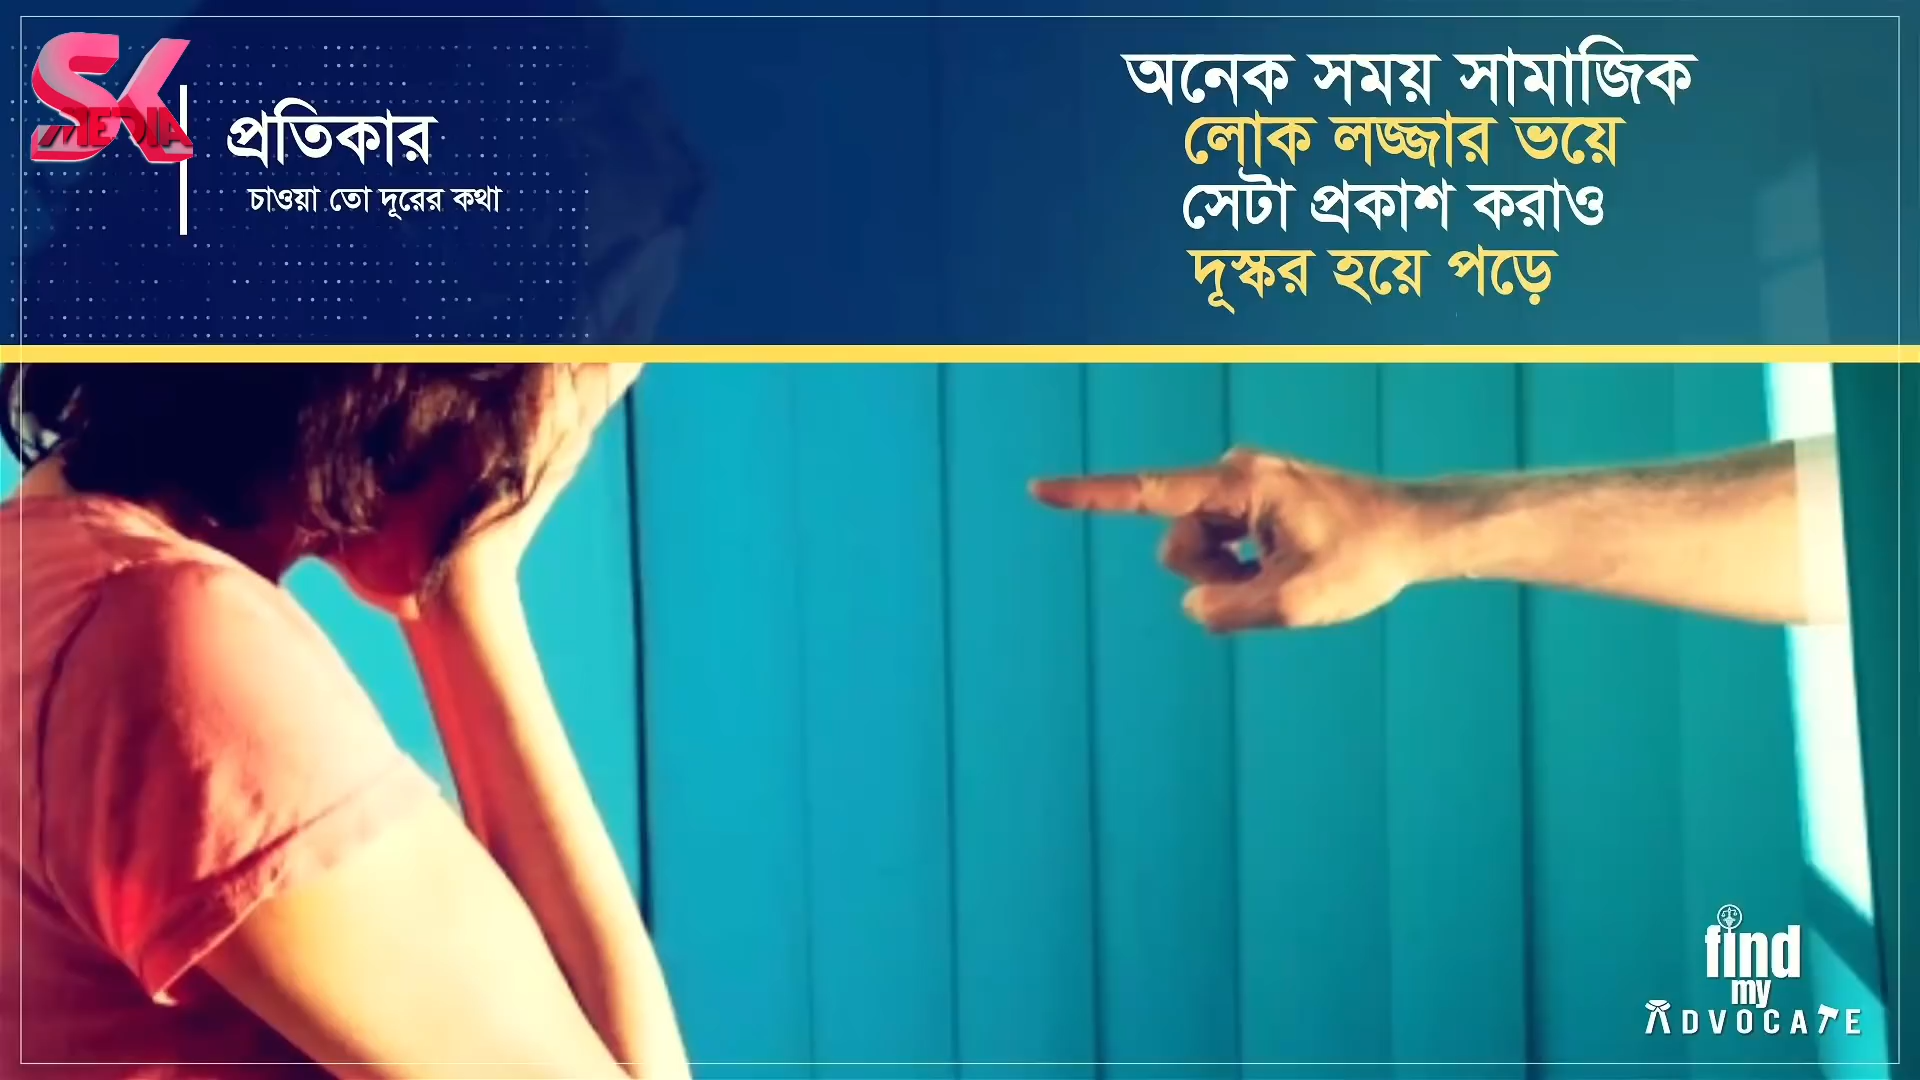 SK
MEDIA
প্রতিকার
চাওয়া তো দূরের কথা
অনেক সময় সামাজিক
লোক লজ্জার ভয়ে
সেটা প্রকাশ করাও
দূস্কর হয়ে পড়ে
find
my
ADVOCATE